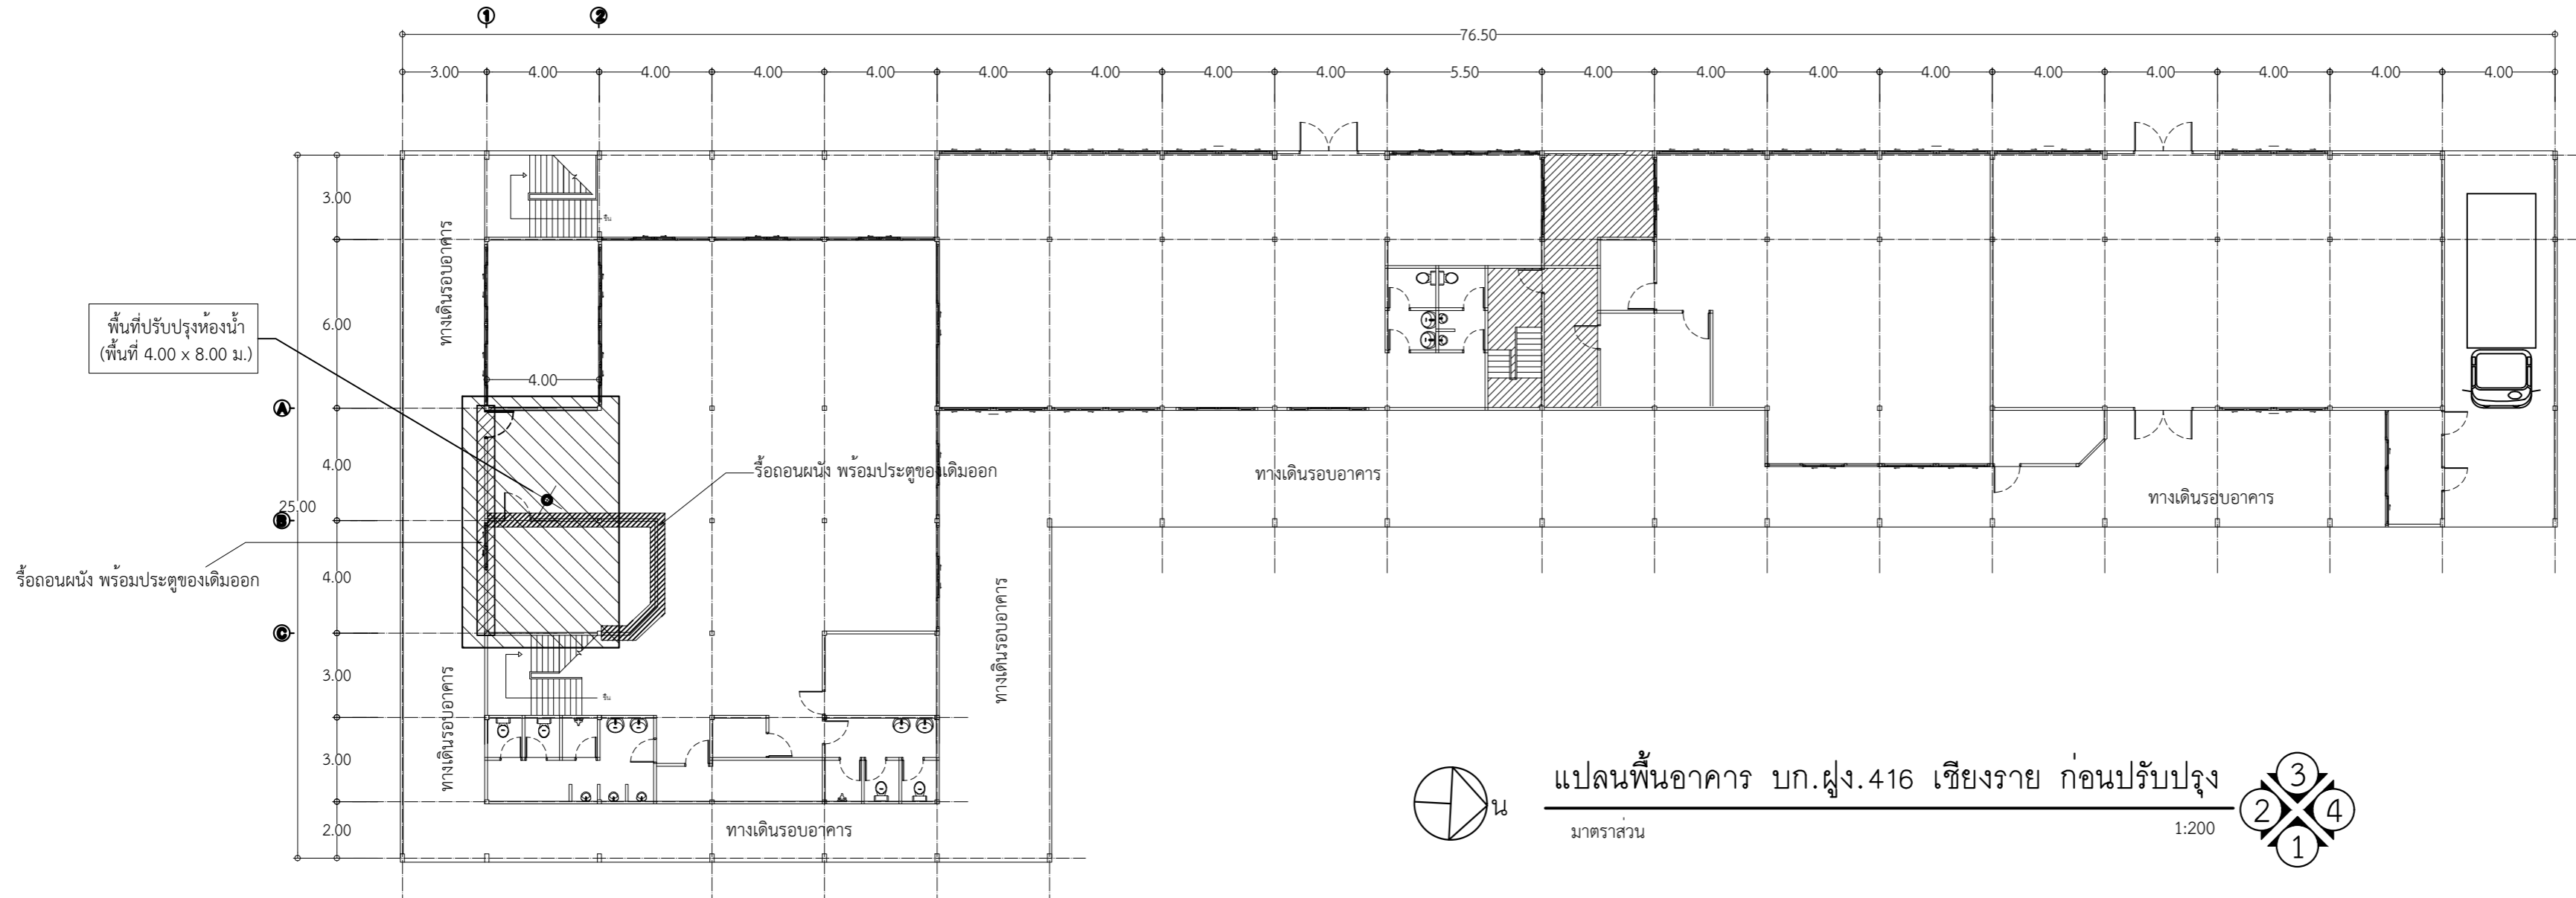 1 2
76.50
3.00 4.00 4.00 4.00 4.00 4.00 4.00 4.00 4.00 5.50 4.00 4.00 4.00 4.00 4.00 4.00 4.00 4.00 4.00
3.00
ขึ้น
ทางเดินรอบอาคาร
6.00
พื้นที่ปรับปรุงห้องน้ำ
(พื้นที่ 4.00 x 8.00 ม.)
4.00
A
4.00
รื้อถอนผนัง พร้อมประตูของเดิมออก
ทางเดินรอบอาคาร
ทางเดินรอบอาคาร
25.00
B
รื้อถอนผนัง พร้อมประตูของเดิมออก
4.00
C
ทางเดินรอบอาคาร
3.00
ทางเดินรอบอาคาร
ขึ้น
3.00
2.00
ทางเดินรอบอาคาร
น
แปลนพื้นอาคาร บก.ฝูง.416 เชียงราย ก่อนปรับปรุง
มาตราส่วน 1:200
3
2 4
1